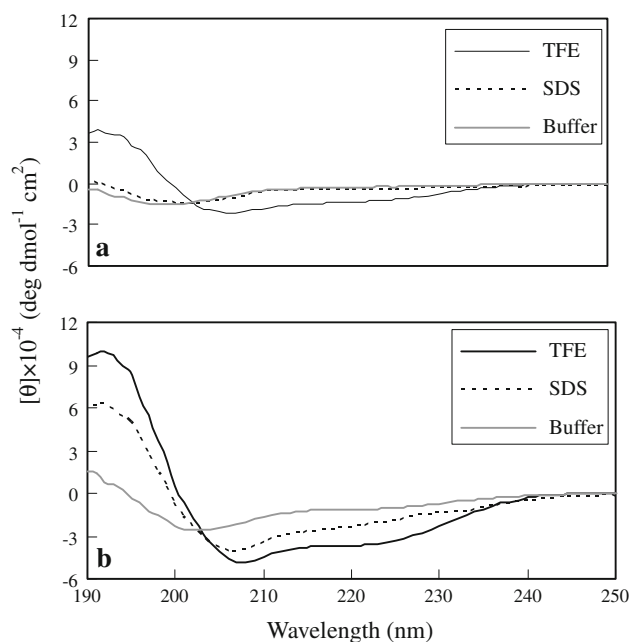 12
9
6
3
0
-3
-6
TFE
SDS
Buffer
a
[θ]×10⁻⁴ (deg dmol⁻¹ cm²)
12
9
6
3
0
-3
-6
TFE
SDS
Buffer
b
190 200 210 220 230 240 250
Wavelength (nm)